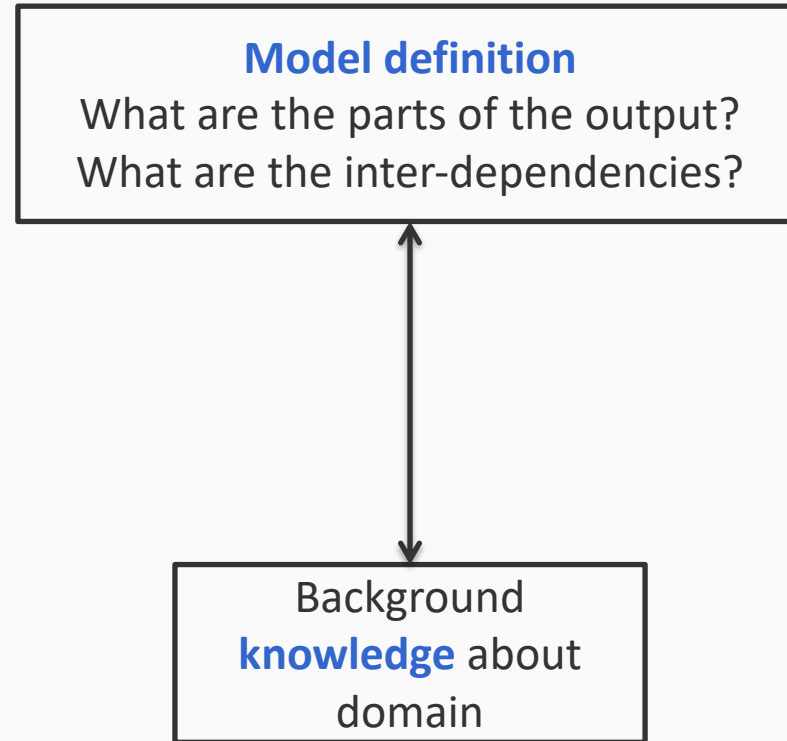 Model definition
What are the parts of the output?
What are the inter-dependencies?
Background
knowledge about
domain